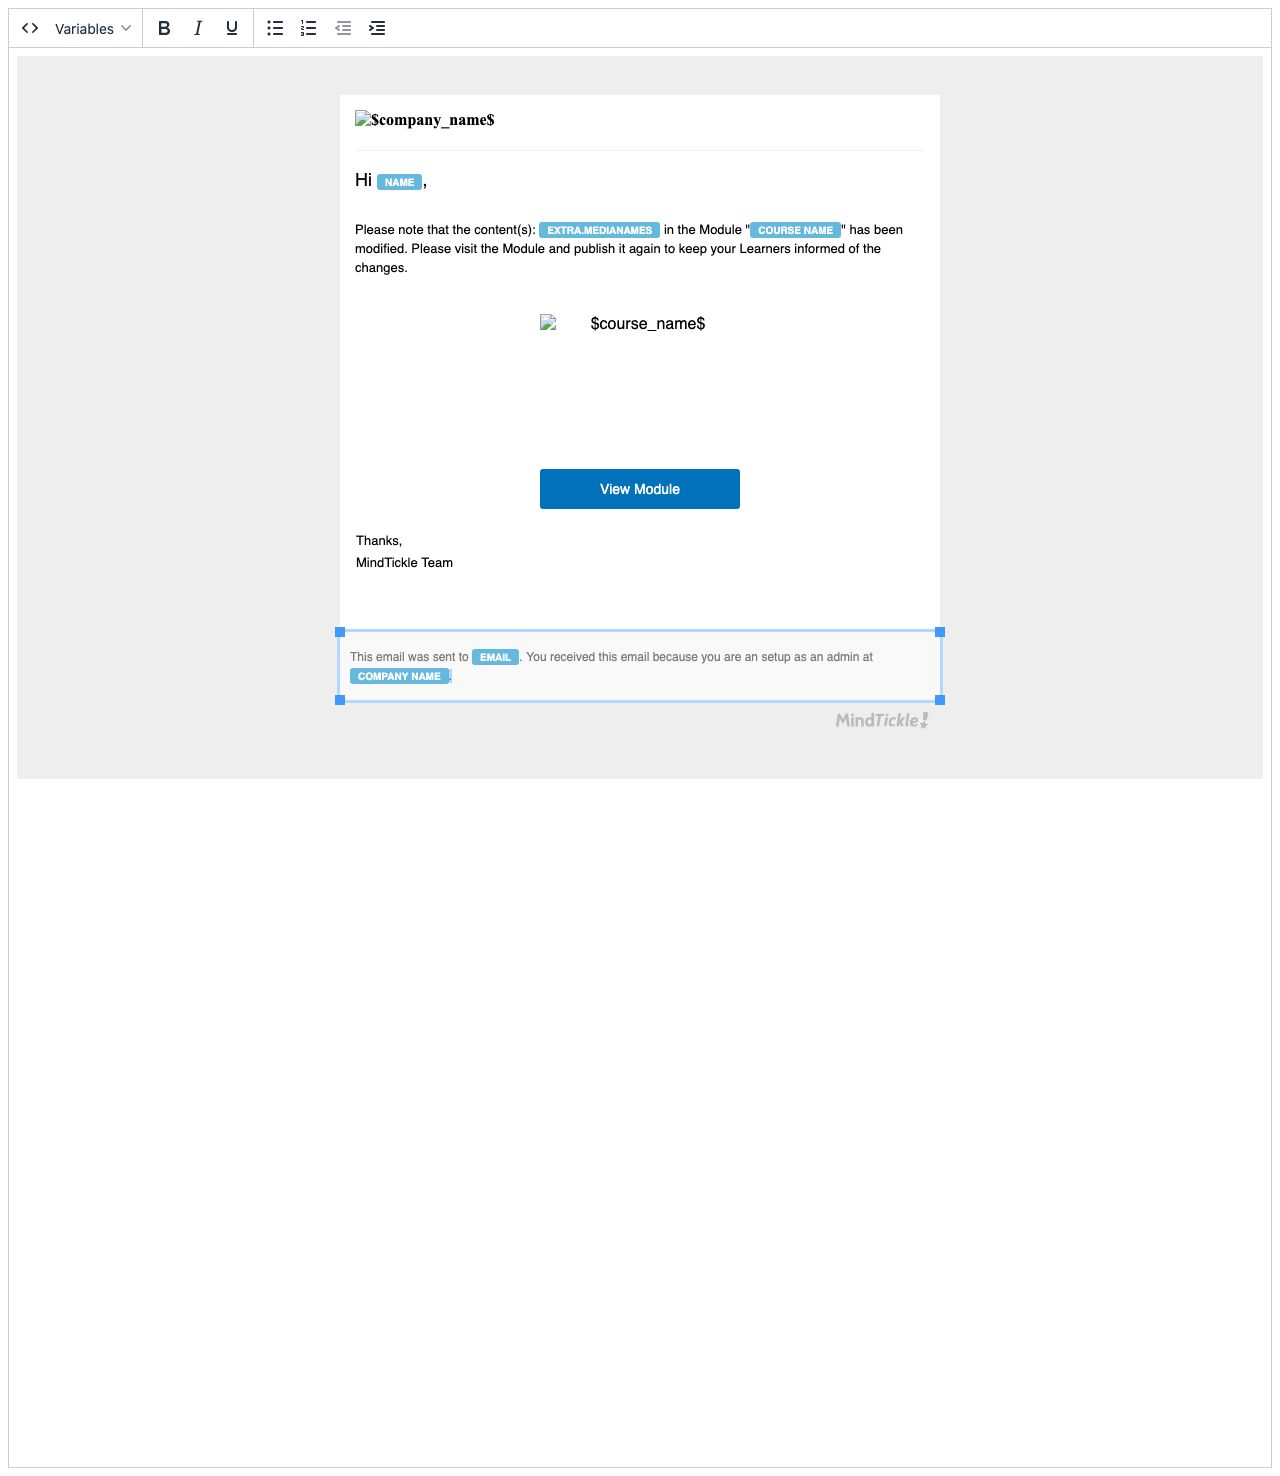 Variables B I U
$company_name$
Hi NAME,
Please note that the content(s): EXTRA.MEDIANAMES in the Module "COURSE NAME" has been
modified. Please visit the Module and publish it again to keep your Learners informed of the
changes.
$course_name$
View Module
Thanks,
MindTickle Team
This email was sent to EMAIL. You received this email because you are an setup as an admin at
COMPANY NAME.
MindTickle!